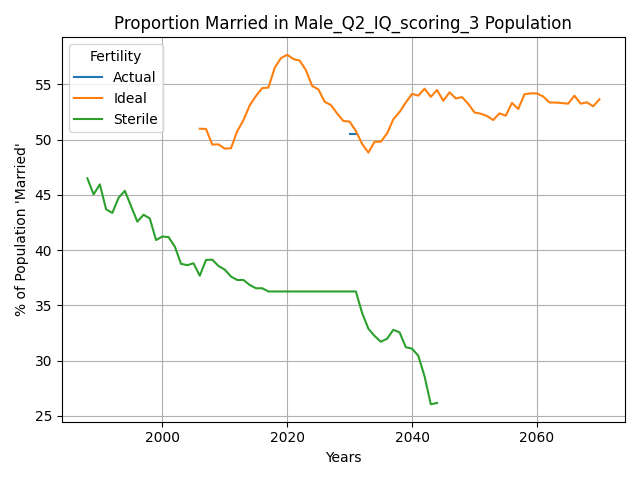 Proportion Married in Male_Q2_IQ_scoring_3 Population
Fertility
Actual
Ideal
Sterile
% of Population 'Married'
55
50
45
40
35
30
25
2000
2020
2040
2060
Years